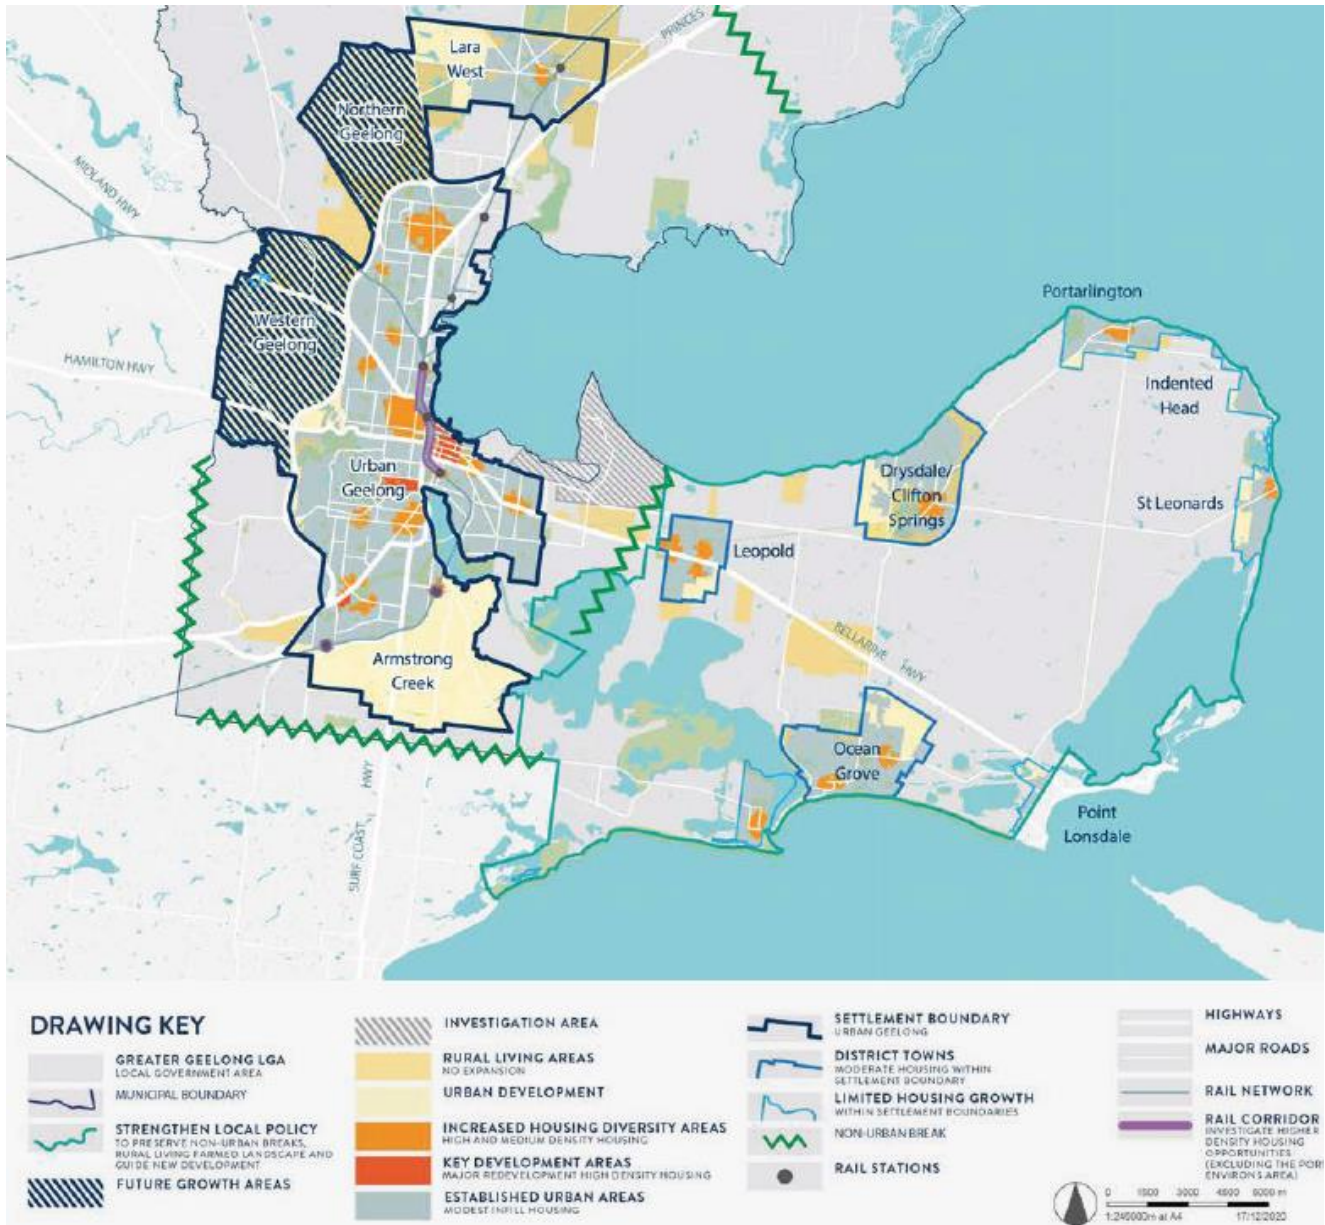 PRINCES
Lara
West
Northern
Geelong
MIDLAND HWY
Western
Geelong
HAMILTON HWY
Portarlington
Indented
Head
Drysdale/
Clifton
Springs
St Leonards
Urban
Geelong
Leopold
BELLARINE HWY
Armstrong
Creek
Ocean
Grove
Point
Lonsdale
SURF COAST HWY
DRAWING KEY
GREATER GEELONG LGA
LOCAL GOVERNMENT AREA
MUNICIPAL BOUNDARY
STRENGTHEN LOCAL POLICY
TO PRESERVE NON-URBAN BREAKS,
RURAL LIVING FARMED LANDSCAPE AND
GUIDE NEW DEVELOPMENT
FUTURE GROWTH AREAS
INVESTIGATION AREA
RURAL LIVING AREAS
NO EXPANSION
URBAN DEVELOPMENT
INCREASED HOUSING DIVERSITY AREAS
HIGH AND MEDIUM DENSITY HOUSING
KEY DEVELOPMENT AREAS
MAJOR REDEVELOPMENT HIGH DENSITY HOUSING
ESTABLISHED URBAN AREAS
MODEST INFILL HOUSING
SETTLEMENT BOUNDARY
URBAN GEELONG
DISTRICT TOWNS
MODERATE HOUSING WITHIN
SETTLEMENT BOUNDARY
LIMITED HOUSING GROWTH
WITHIN SETTLEMENT BOUNDARIES
NON-URBAN BREAK
RAIL STATIONS
HIGHWAYS
MAJOR ROADS
RAIL NETWORK
RAIL CORRIDOR
INVESTIGATE HIGHER
DENSITY HOUSING
OPPORTUNITIES
(EXCLUDING THE POR
ENVIRONS AREA)
0 1500 3000 4500 6000 m
1:245000m at A4 17/12/2020